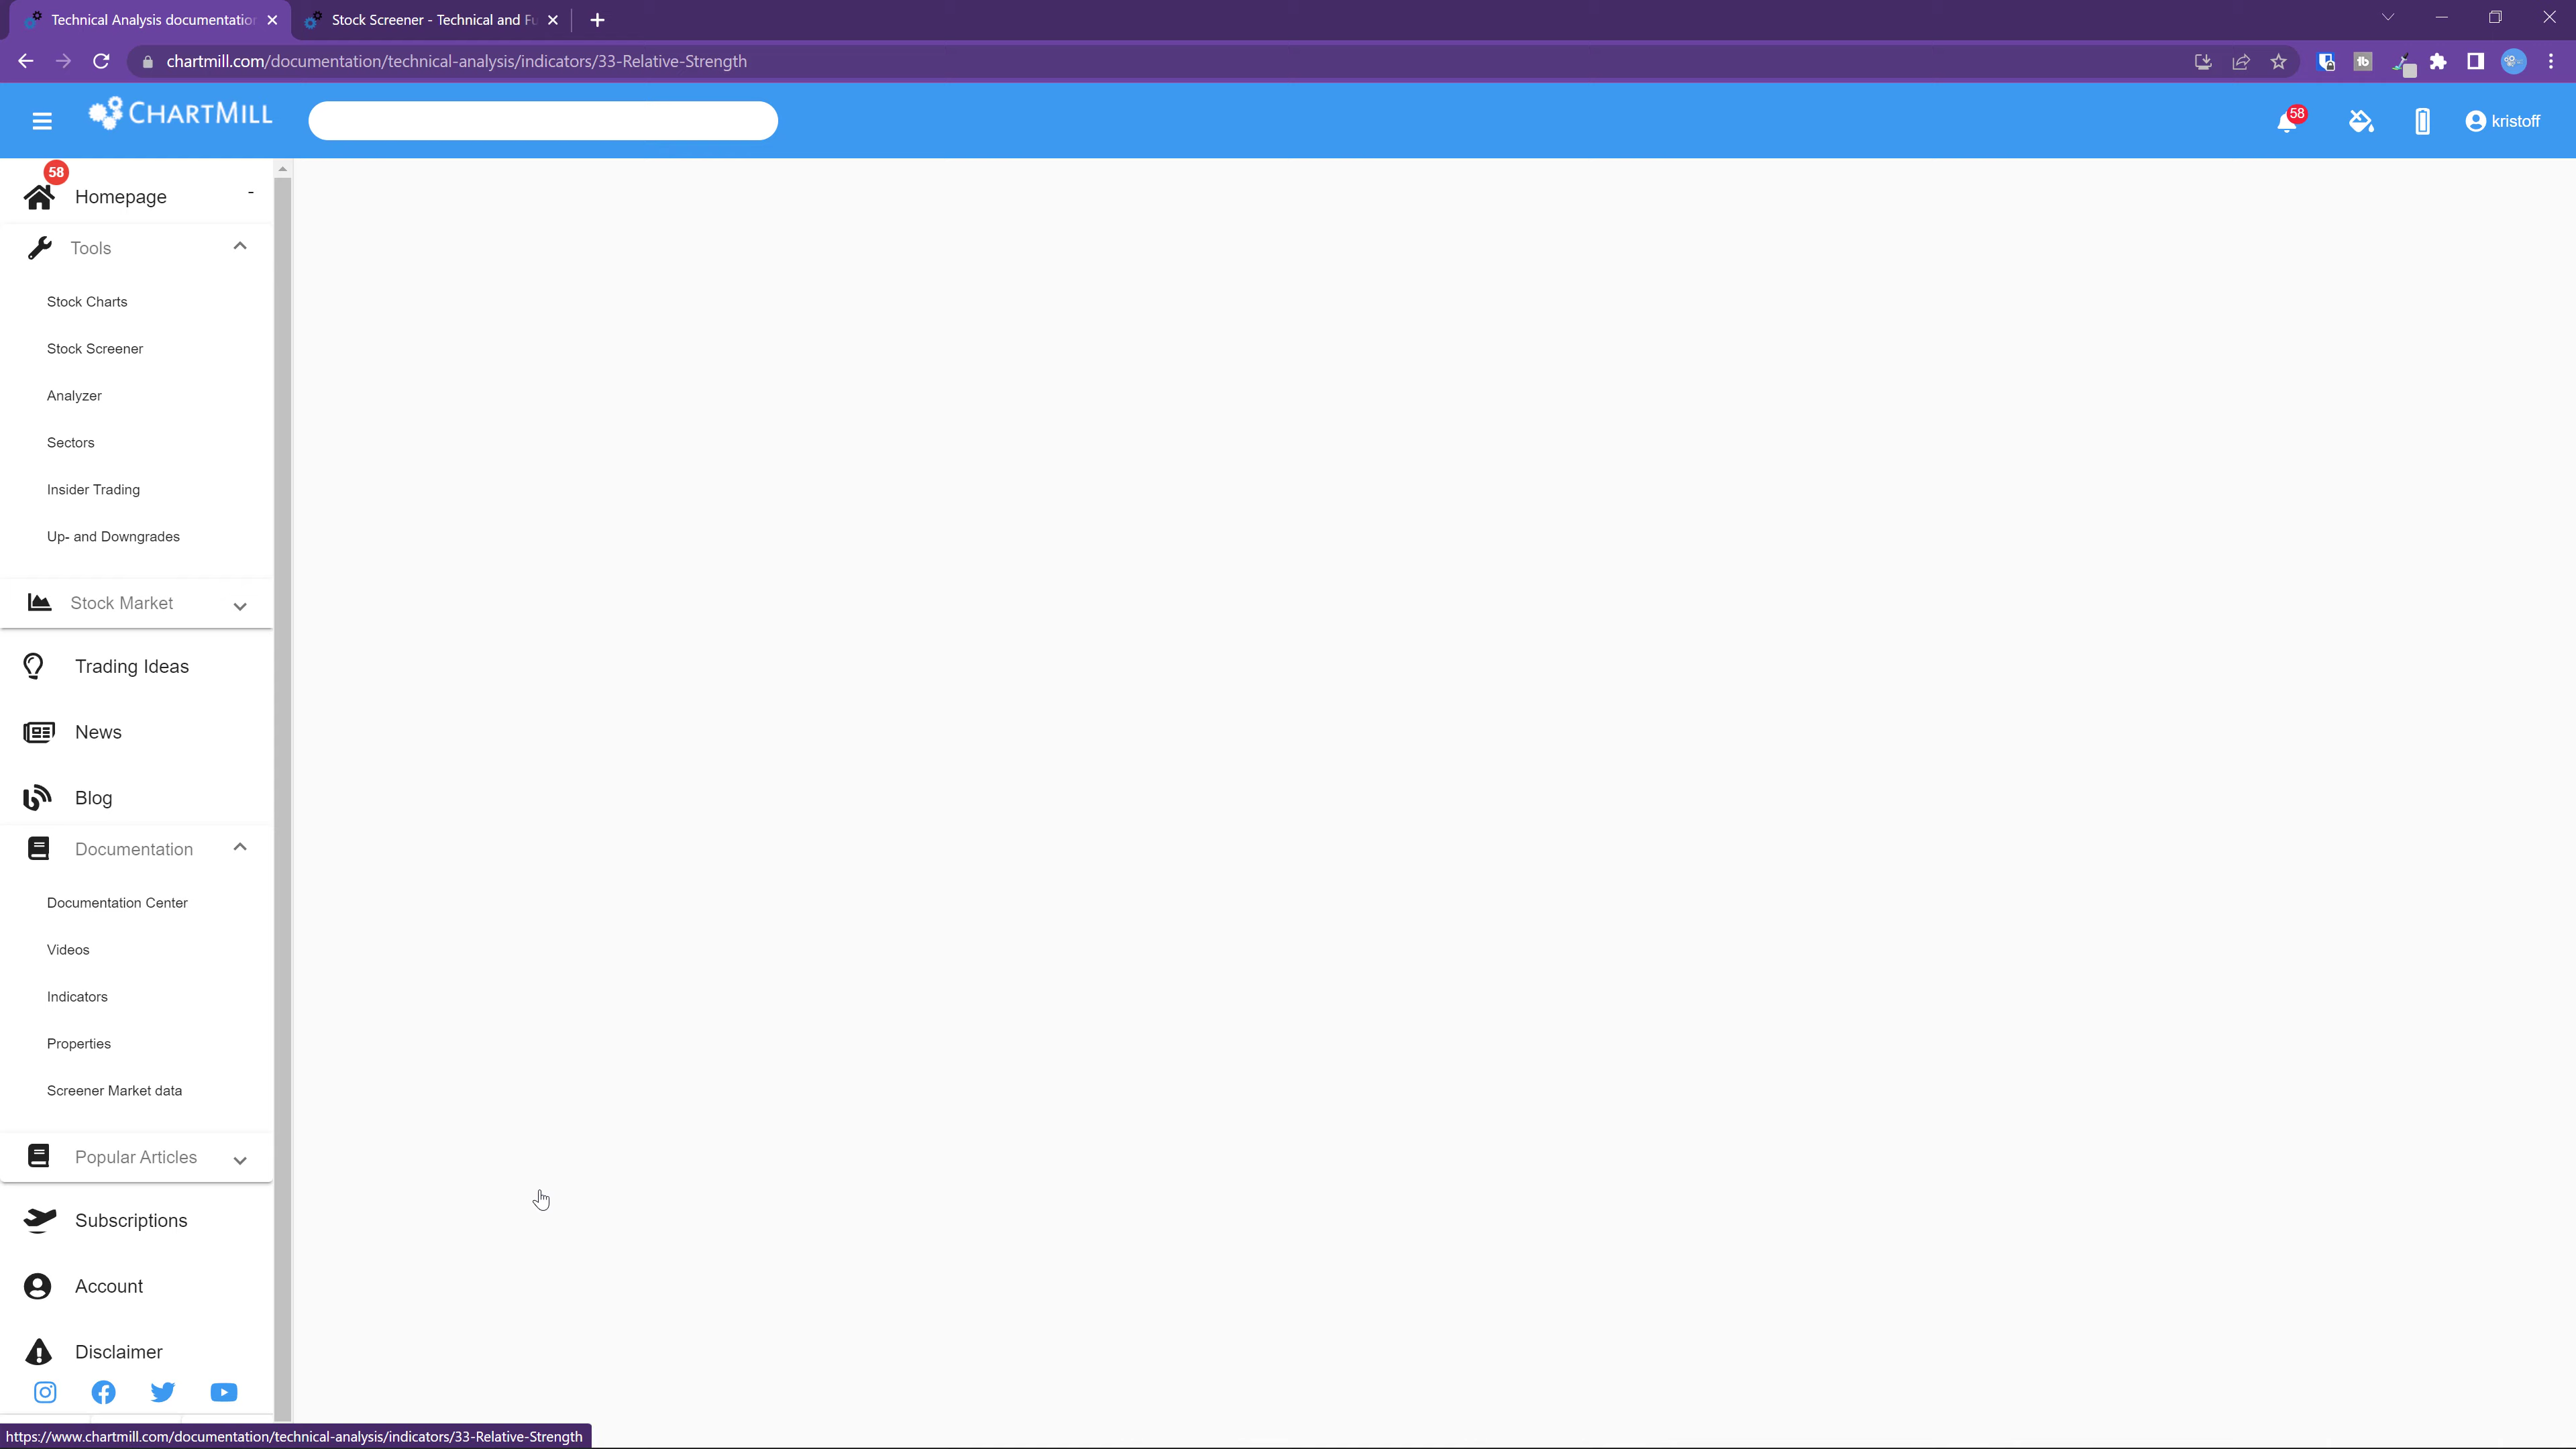 Technical Analysis documentation
Stock Screener - Technical and Fu
chartmill.com/documentation/technical-analysis/indicators/33-Relative-Strength
CHARTMILL
58
kristoff
58
Homepage
-
Tools
Stock Charts
Stock Screener
Analyzer
Sectors
Insider Trading
Up- and Downgrades
Stock Market
Trading Ideas
News
Blog
Documentation
Documentation Center
Videos
Indicators
Properties
Screener Market data
Popular Articles
Subscriptions
Account
Disclaimer
https://www.chartmill.com/documentation/technical-analysis/indicators/33-Relative-Strength